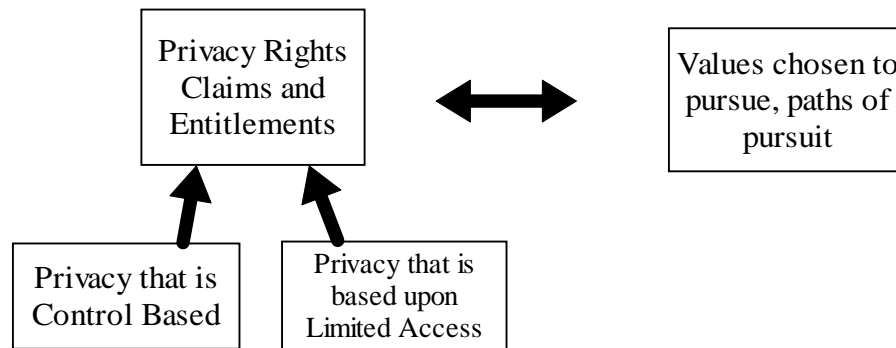 Privacy Rights
Claims and
Entitlements
Values chosen to
pursue, paths of
pursuit
Privacy that is
Control Based
Privacy that is
based upon
Limited Access